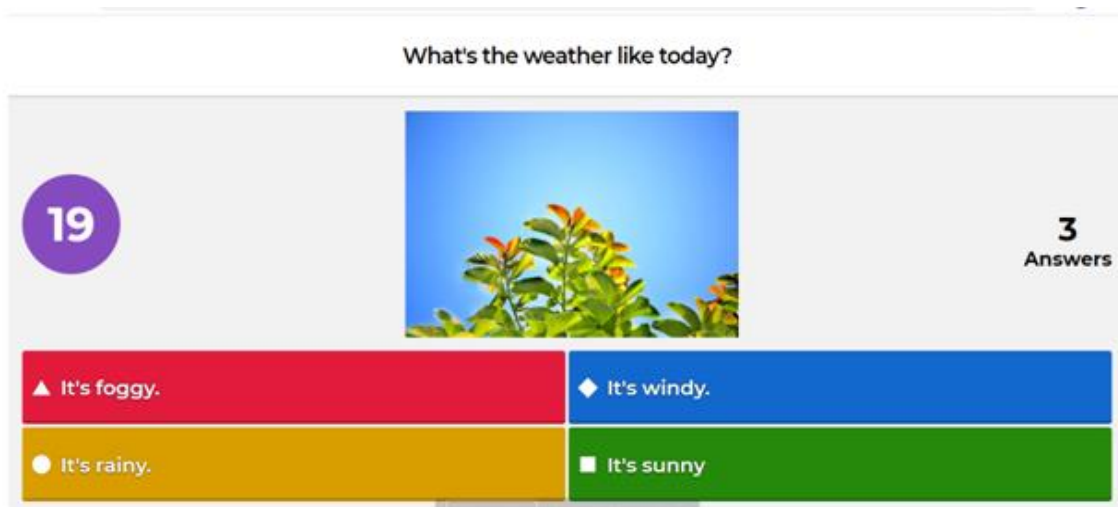 What's the weather like today?
19
3
Answers
It's foggy.
It's windy.
It's rainy.
It's sunny